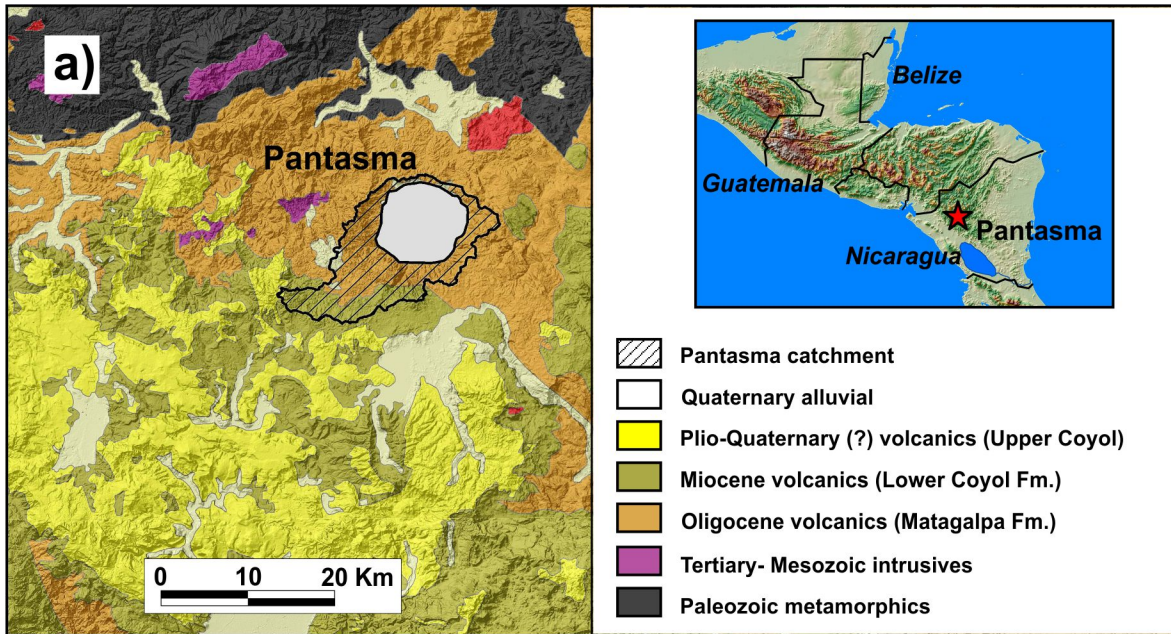 a)
Pantasma
0 10 20 Km
Belize
Guatemala
Pantasma
Nicaragua
Pantasma catchment
Quaternary alluvial
Plio-Quaternary (?) volcanics (Upper Coyol)
Miocene volcanics (Lower Coyol Fm.)
Oligocene volcanics (Matagalpa Fm.)
Tertiary- Mesozoic intrusives
Paleozoic metamorphics